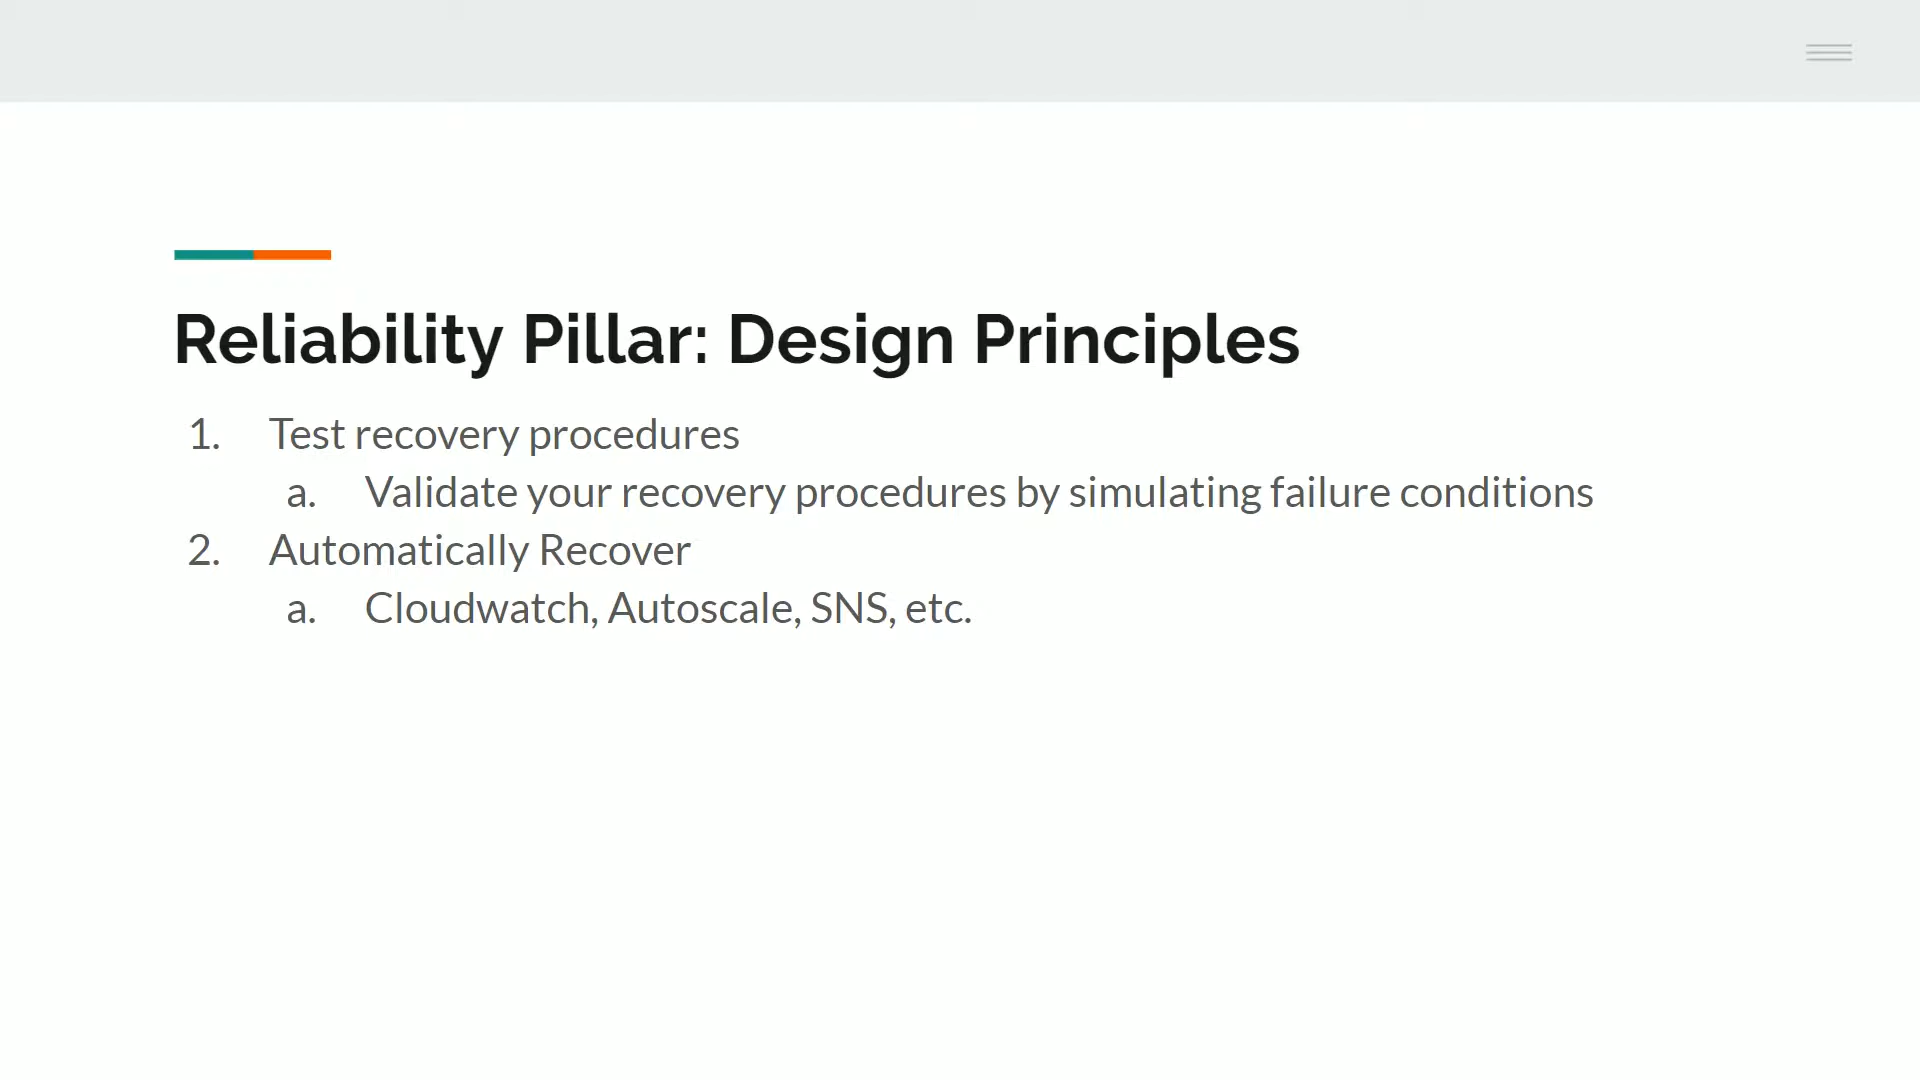 Reliability Pillar: Design Principles
1. Test recovery procedures
a. Validate your recovery procedures by simulating failure conditions
2. Automatically Recover
a. Cloudwatch, Autoscale, SNS, etc.